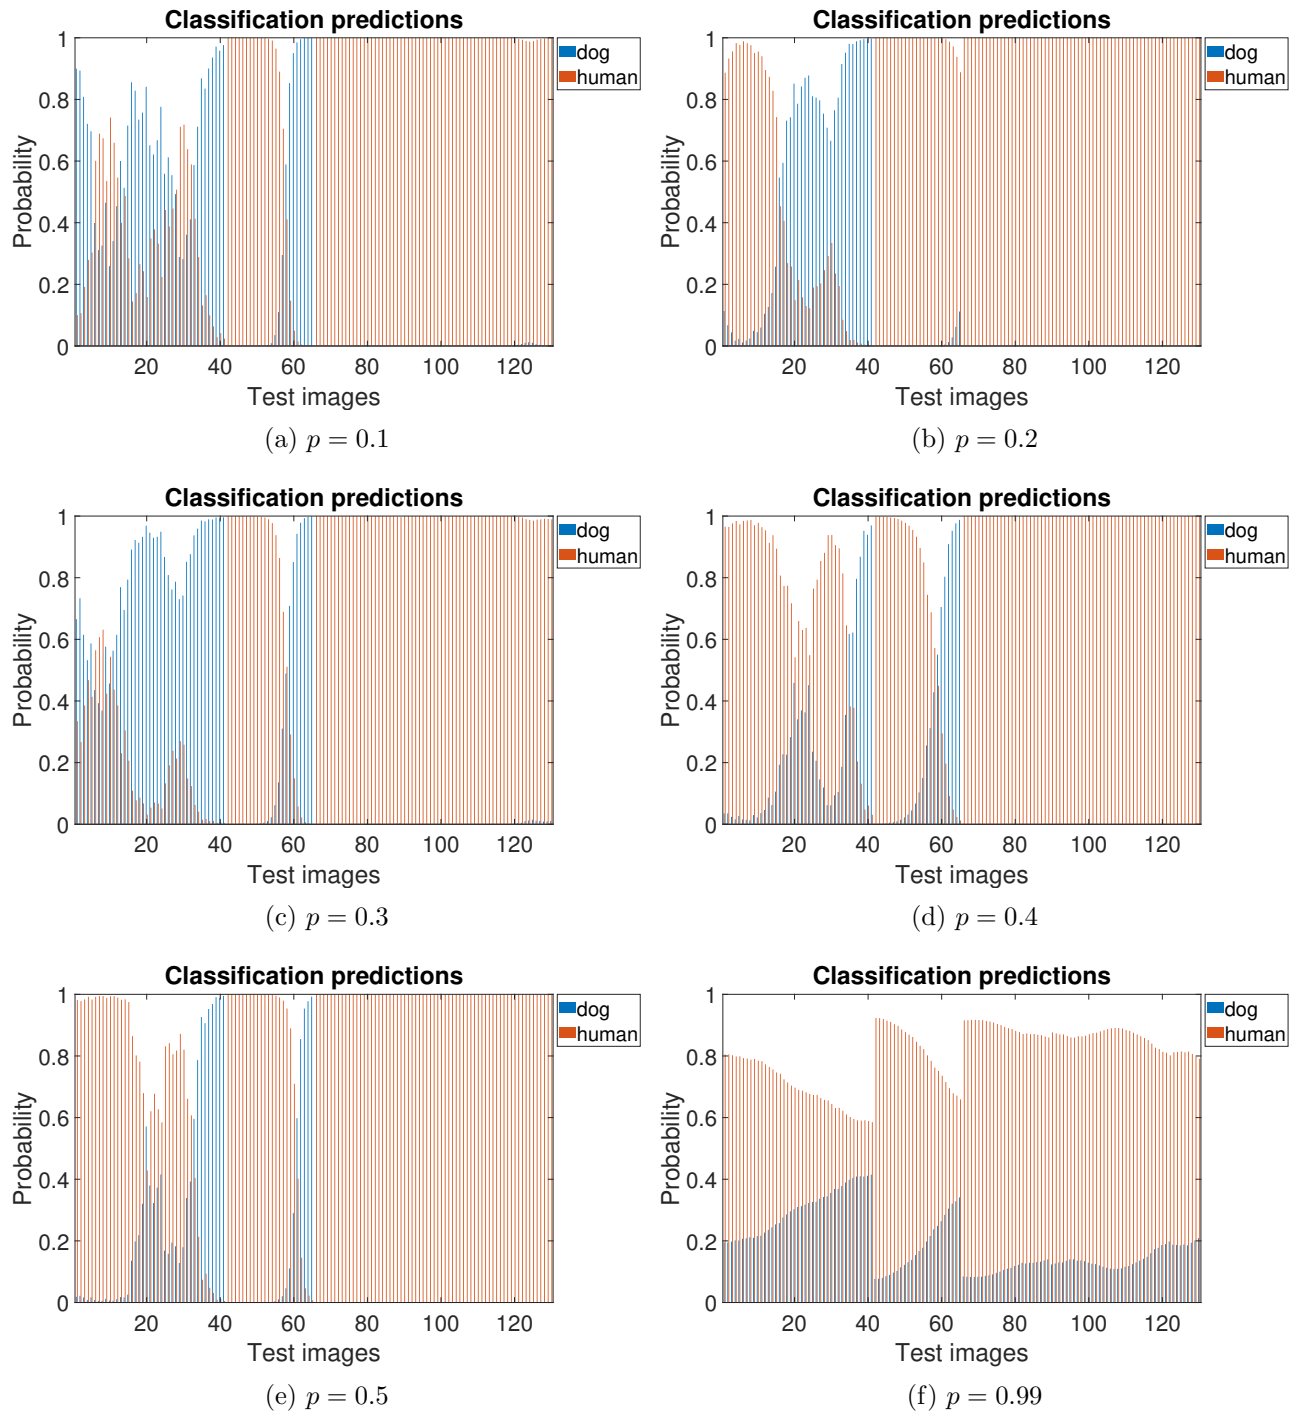 Classification predictions
1
0.8
0.6
0.4
0.2
0
Probability
20 40 60 80 100 120
Test images
dog
human
(a) p = 0.1
Classification predictions
1
0.8
0.6
0.4
0.2
0
Probability
20 40 60 80 100 120
Test images
dog
human
(b) p = 0.2
Classification predictions
1
0.8
0.6
0.4
0.2
0
Probability
20 40 60 80 100 120
Test images
dog
human
(c) p = 0.3
Classification predictions
1
0.8
0.6
0.4
0.2
0
Probability
20 40 60 80 100 120
Test images
dog
human
(d) p = 0.4
Classification predictions
1
0.8
0.6
0.4
0.2
0
Probability
20 40 60 80 100 120
Test images
dog
human
(e) p = 0.5
Classification predictions
1
0.8
0.6
0.4
0.2
0
Probability
20 40 60 80 100 120
Test images
dog
human
(f) p = 0.99